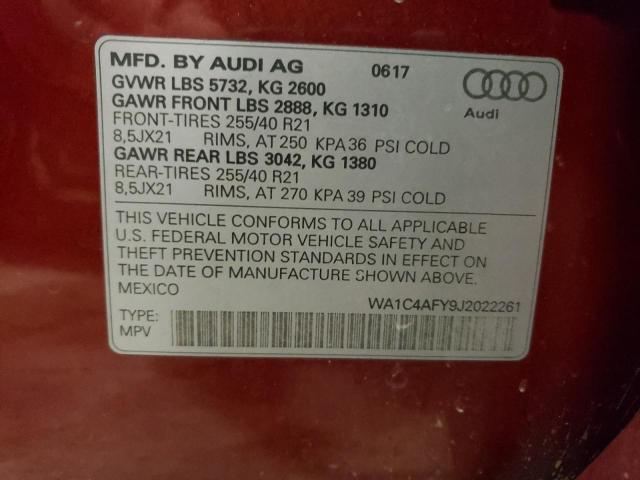 MFD. BY AUDI AG 0617
GVWR LBS 5732, KG 2600
GAWR FRONT LBS 2888, KG 1310
FRONT-TIRES 255/40 R21
8,5JX21 RIMS, AT 250 KPA36 PSI COLD
GAWR REAR LBS 3042, KG 1380
REAR-TIRES 255/40 R21
8,5JX21 RIMS, AT 270 KPA 39 PSI COLD
Audi
THIS VEHICLE CONFORMS TO ALL APPLICABLE
U.S. FEDERAL MOTOR VEHICLE SAFETY AND
THEFT PREVENTION STANDARDS IN EFFECT ON
THE DATE OF MANUFACTURE SHOWN ABOVE.
MEXICO
WA1C4AFY9J2022261
TYPE:
MPV